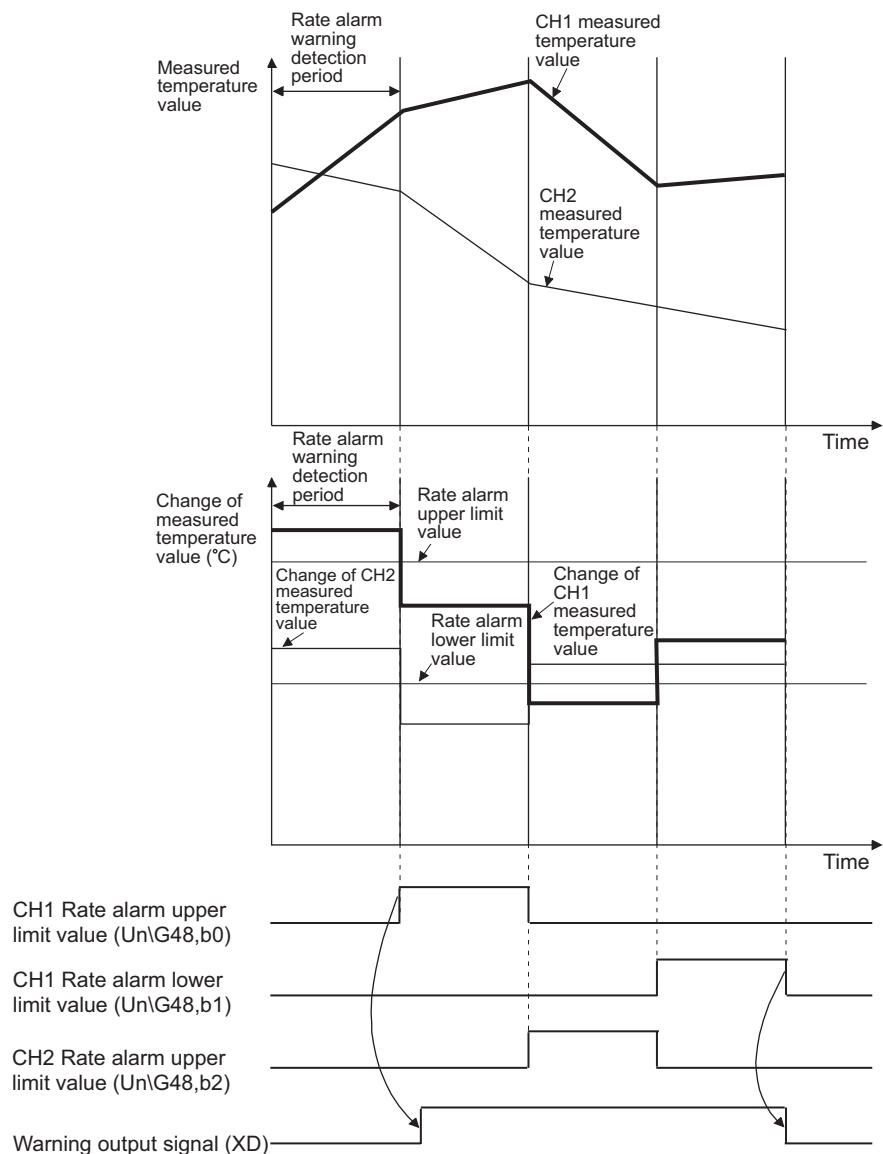 Rate alarm
warning
detection
period
CH1 measured
temperature
value
Measured
temperature
value
CH2
measured
temperature
value
Time
Rate alarm
warning
detection
period
Change of
measured
temperature
value (°C)
Rate alarm
upper limit
value
Change of CH2
measured
temperature
value
Change of
CH1
measured
temperature
value
Rate alarm
lower limit
value
Time
CH1 Rate alarm upper
limit value (Un\G48,b0)
CH1 Rate alarm lower
limit value (Un\G48,b1)
CH2 Rate alarm upper
limit value (Un\G48,b2)
Warning output signal (XD)